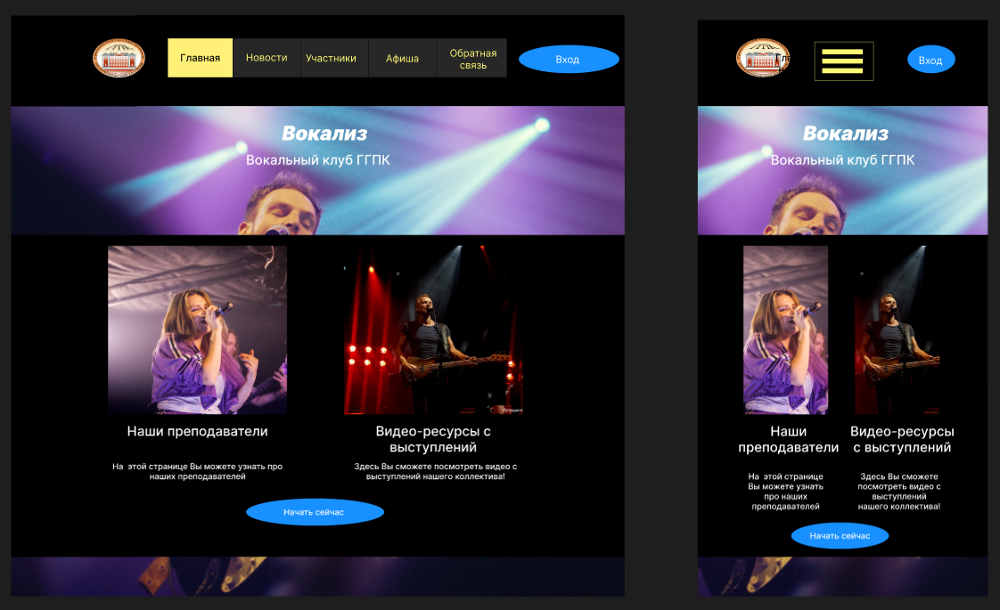 Главная
Новости
Участники
Афиша
Обратная
связь
Вход
Вокализ
Вокальный клуб ГГПК
Наши преподаватели
Видео-ресурсы с
выступлений
На этой странице Вы можете узнать про
наших преподавателей
Здесь Вы сможете посмотреть видео с
выступлений нашего коллектива!
Начать сейчас
Вход
Вокализ
Вокальный клуб ГГПК
Наши
преподаватели
Видео-ресурсы
с выступлений
На этой странице
Вы можете узнать
про наших
преподавателей
Здесь Вы сможете
посмотреть видео с
выступлений
нашего коллектива!
Начать сейчас